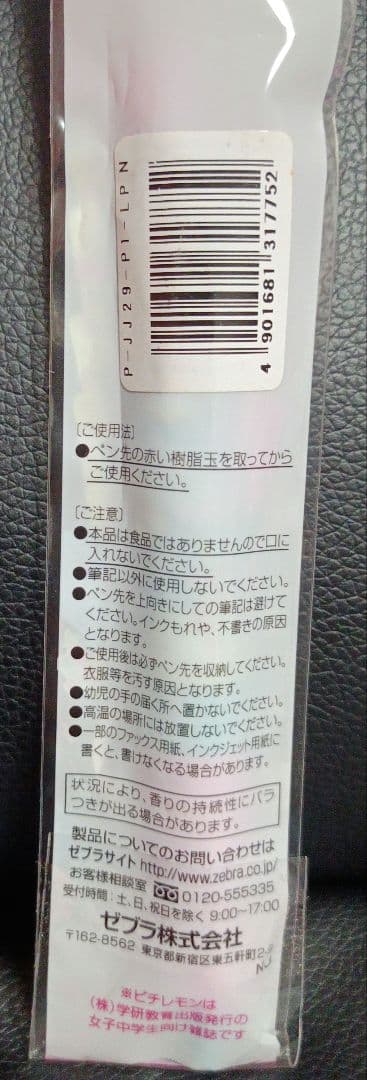 P-JJ29-P1-LPN
4 901681 317752
〔ご使用法〕
●ペン先の赤い樹脂玉を取ってから
ご使用ください。
〔ご注意〕
●本品は食品ではありませんので口に
入れないでください。
●筆記以外に使用しないでください。
●ペン先を上向きにしての筆記は避けて
ください。インクもれや、不書きの原因
となります。
●ご使用後は必ずペン先を収納してください。
衣服等を汚す原因となります。
●幼児の手の届く所へ置かないでください。
●高温の場所には放置しないでください。
●一部のファックス用紙、インクジェット用紙に
書くと、書けなくなる場合があります。
状況により、香りの持続性にバラ
つきが出る場合があります。
製品についてのお問い合わせは
ゼブラサイト http://www.zebra.co.jp/
お客様相談室 0120-555335
受付時間:土、日、祝日を除く 9:00~17:00
ゼブラ株式会社
〒162-8562 東京都新宿区東五軒町2-9
NJ
※ピチレモンは
(株)学研教育出版発行の
女子中学生向け雑誌です